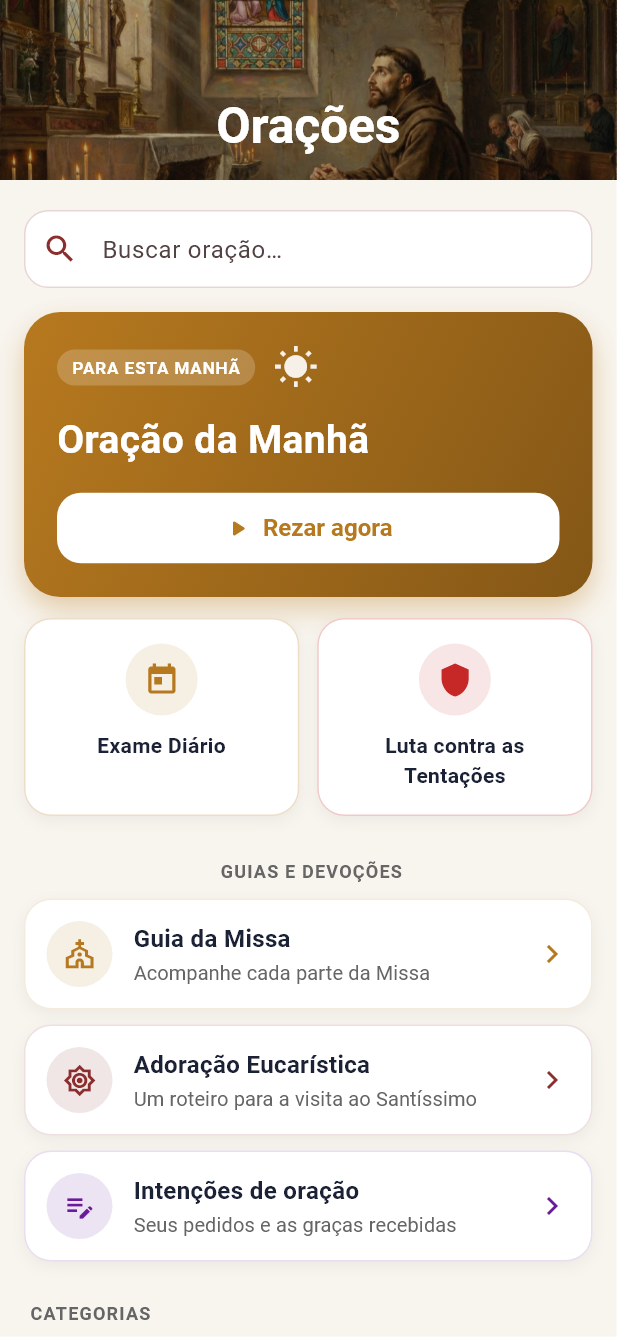 Orações
Buscar oração...
PARA ESTA MANHÃ
Oração da Manhã
Rezar agora
Exame Diário
Luta contra as
Tentações
GUIAS E DEVOÇÕES
Guia da Missa
Acompanhe cada parte da Missa
Adoração Eucarística
Um roteiro para a visita ao Santíssimo
Intenções de oração
Seus pedidos e as graças recebidas
CATEGORIAS